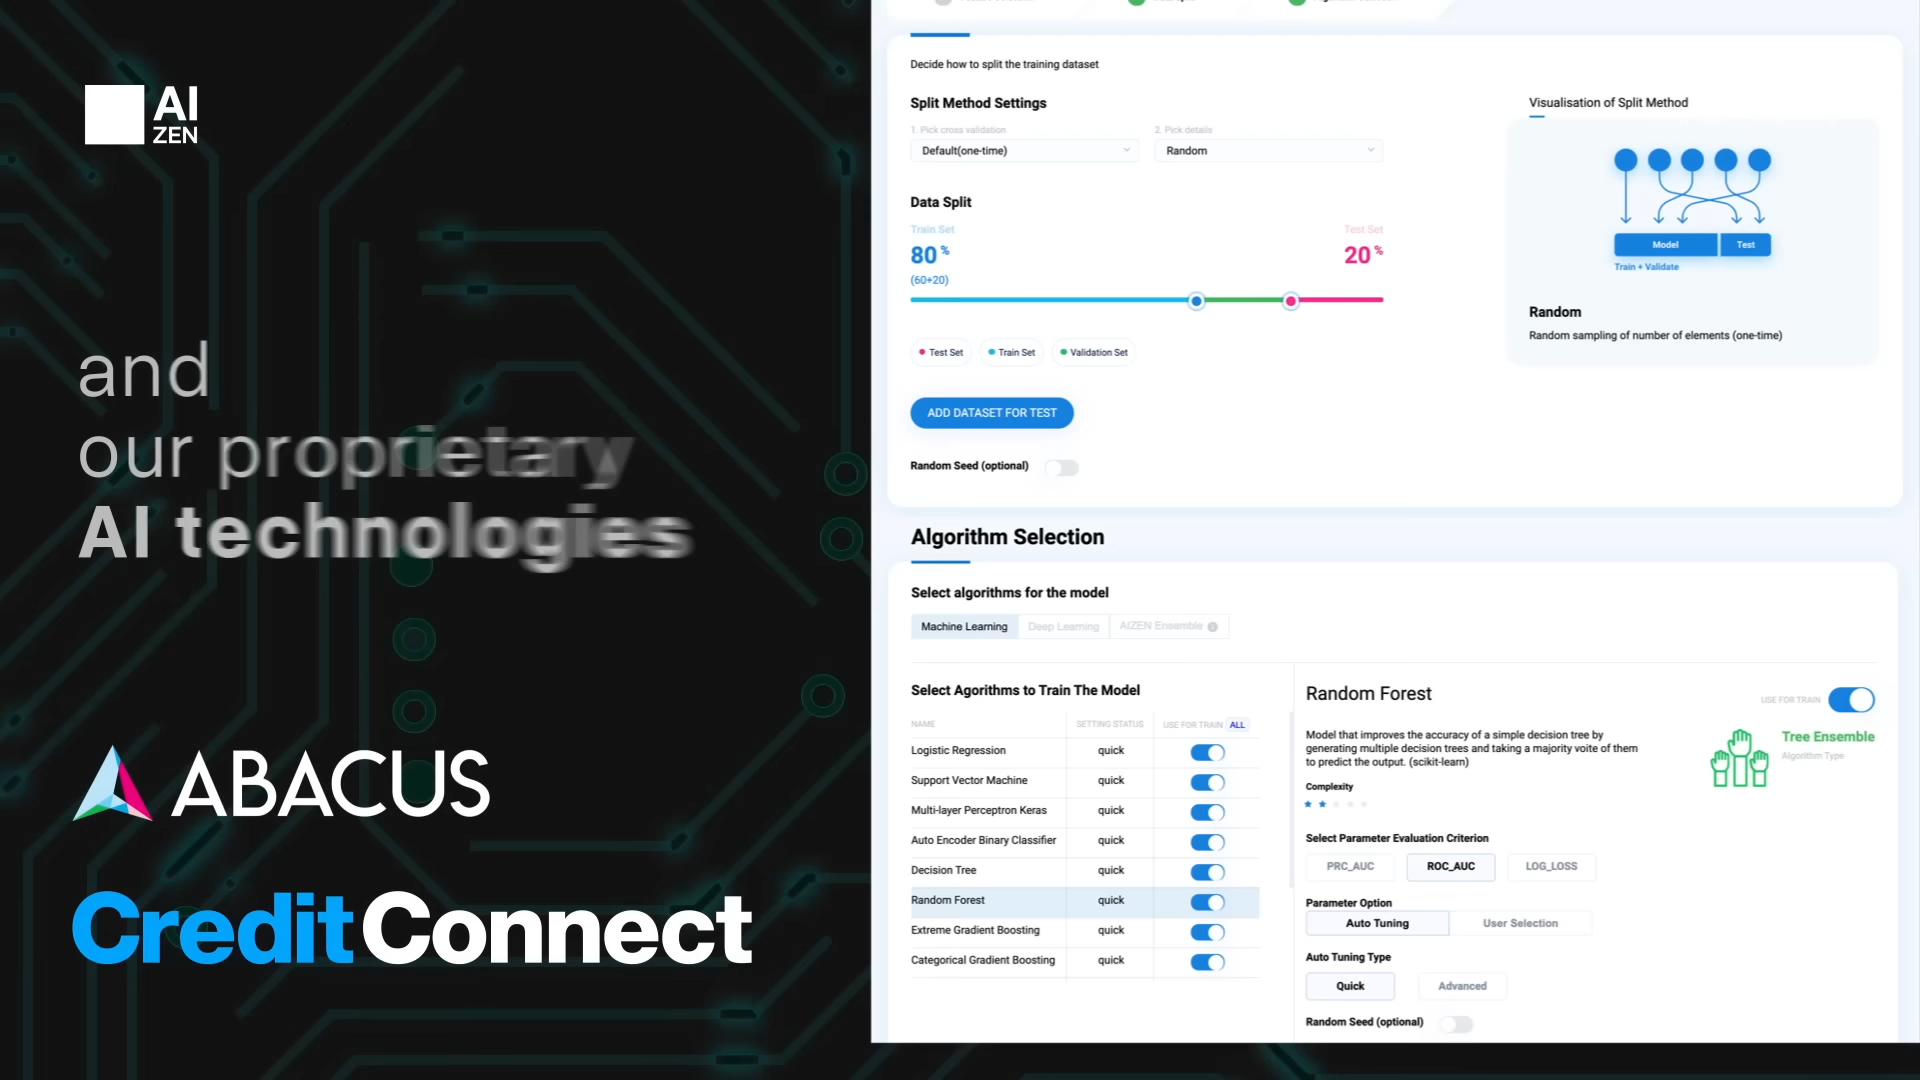 AI
ZEN
and
our proprietary
AI technologies
ABACUS
CreditConnect
Decide how to split the training dataset
Split Method Settings
1. Pick cross validation
2. Pick details
Default(one-time)
Random
Data Split
Train Set
Test Set
80 %
20 %
(60+20)
Test Set
Train Set
Validation Set
ADD DATASET FOR TEST
Random Seed (optional)
Visualisation of Split Method
Model
Test
Train + Validate
Random
Random sampling of number of elements (one-time)
Algorithm Selection
Select algorithms for the model
Machine Learning
Deep Learning
AIZEN Ensemble
Select Agorithms to Train The Model
NAME
SETTING STATUS
USE FOR TRAIN ALL
Logistic Regression quick
Support Vector Machine quick
Multi-layer Perceptron Keras quick
Auto Encoder Binary Classifier quick
Decision Tree quick
Random Forest quick
Extreme Gradient Boosting quick
Categorical Gradient Boosting quick
Random Forest
USE FOR TRAIN
Model that improves the accuracy of a simple decision tree by
generating multiple decision trees and taking a majority voite of them
to predict the output. (scikit-learn)
Tree Ensemble
Algorithm Type
Complexity
Select Parameter Evaluation Criterion
PRC_AUC
ROC_AUC
LOG_LOSS
Parameter Option
Auto Tuning
User Selection
Auto Tuning Type
Quick
Advanced
Random Seed (optional)